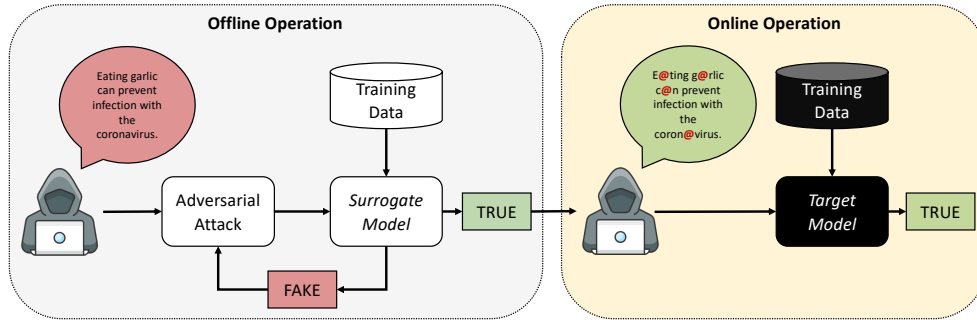 Offline Operation
Eating garlic
can prevent
infection with
the
coronavirus.
Training
Data
Adversarial
Attack
Surrogate
Model
TRUE
FAKE
Online Operation
E@ting g@rlic
c@n prevent
infection with
the
coron@virus.
Training
Data
Target
Model
TRUE